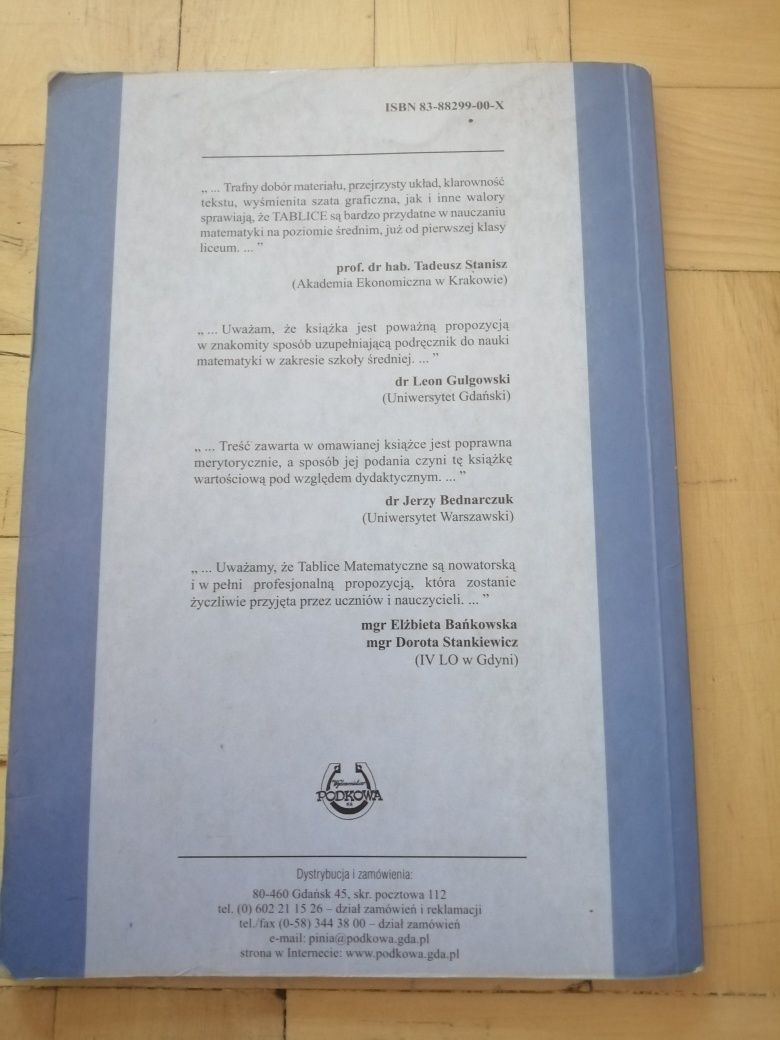 ISBN 83-88299-00-X
„ ... Trafny dobór materiału, przejrzysty układ, klarowność
tekstu, wyśmienita szata graficzna, jak i inne walory
sprawiają, że TABLICE są bardzo przydatne w nauczaniu
matematyki na poziomie średnim, już od pierwszej klasy
liceum. ... ”
prof. dr hab. Tadeusz Stanisz
(Akademia Ekonomiczna w Krakowie)
„ ... Uważam, że książka jest poważną propozycją
w znakomity sposób uzupełniającą podręcznik do nauki
matematyki w zakresie szkoły średniej. ... ”
dr Leon Gulgowski
(Uniwersytet Gdański)
„ ... Treść zawarta w omawianej książce jest poprawna
merytorycznie, a sposób jej podania czyni tę książkę
wartościową pod względem dydaktycznym. ... ”
dr Jerzy Bednarczuk
(Uniwersytet Warszawski)
„ ... Uważamy, że Tablice Matematyczne są nowatorską
i w pełni profesjonalną propozycją, która zostanie
życzliwie przyjęta przez uczniów i nauczycieli. ... ”
mgr Elżbieta Bańkowska
mgr Dorota Stankiewicz
(IV LO w Gdyni)
Wydawnictwo
PODKOWA
Dystrybucja i zamówienia:
80-460 Gdańsk 45, skr. pocztowa 112
tel. (0) 602 21 15 26 – dział zamówień i reklamacji
tel./fax (0-58) 344 38 00 – dział zamówień
e-mail: pinia@podkowa.gda.pl
strona w Internecie: www.podkowa.gda.pl